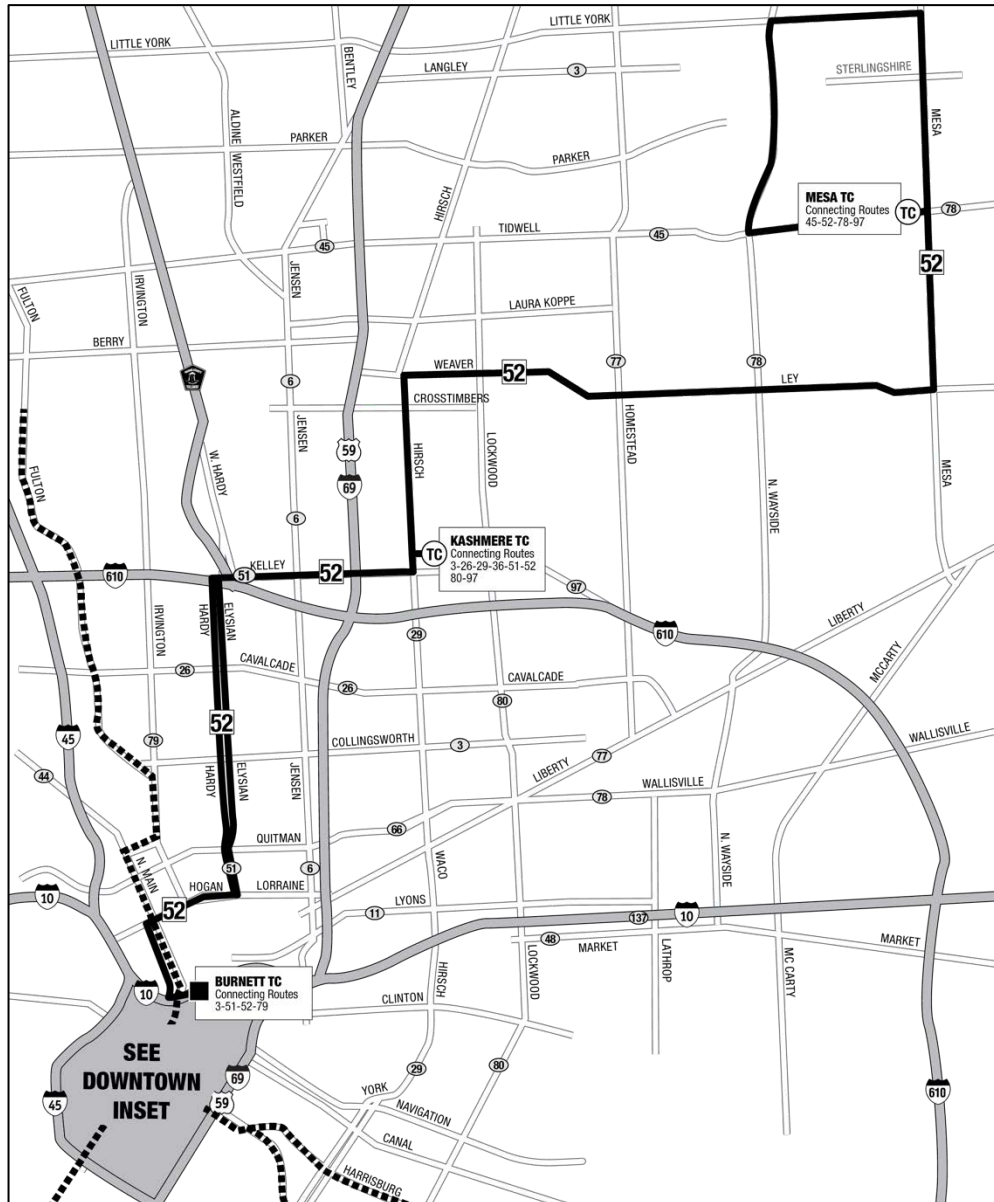 LITTLE YORK
LITTLE YORK
BENTLEY
LANGLEY
3
STERLINGSHIRE
ALDINE WESTFIELD
MESA
PARKER
PARKER
HIRSCH
MESA TC
Connecting Routes
45-52-78-97
TC
78
TIDWELL
45
45
52
IRVINGTON
JENSEN
FULTON
LAURA KOPPE
BERRY
WEAVER
52
77
78
LEY
6
CROSSTIMBERS
JENSEN
HIRSCH
LOCKWOOD
HOMESTEAD
59
69
W. HARDY
FULTON
N. WAYSIDE
MESA
6
TC
KASHMERE TC
Connecting Routes
3-26-29-36-51-52
80-97
610
51
KELLEY
52
97
HARDY
ELYSIAN
IRVINGTON
29
610
LIBERTY
MCCARTY
26
CAVALCADE
26
CAVALCADE
80
52
45
79
COLLINGSWORTH
3
77
LIBERTY
WALLISVILLE
44
HARDY
ELYSIAN
JENSEN
78
WALLISVILLE
QUITMAN
66
N. MAIN
51
6
WACO
N. WAYSIDE
HOGAN
LORRAINE
10
52
11
LYONS
137
10
48
MARKET
MARKET
LATHROP
MC CARTY
HIRSCH
LOCKWOOD
10
BURNETT TC
Connecting Routes
3-51-52-79
CLINTON
SEE
DOWNTOWN
INSET
69
29
80
45
59
YORK
NAVIGATION
CANAL
610
HARRISBURG